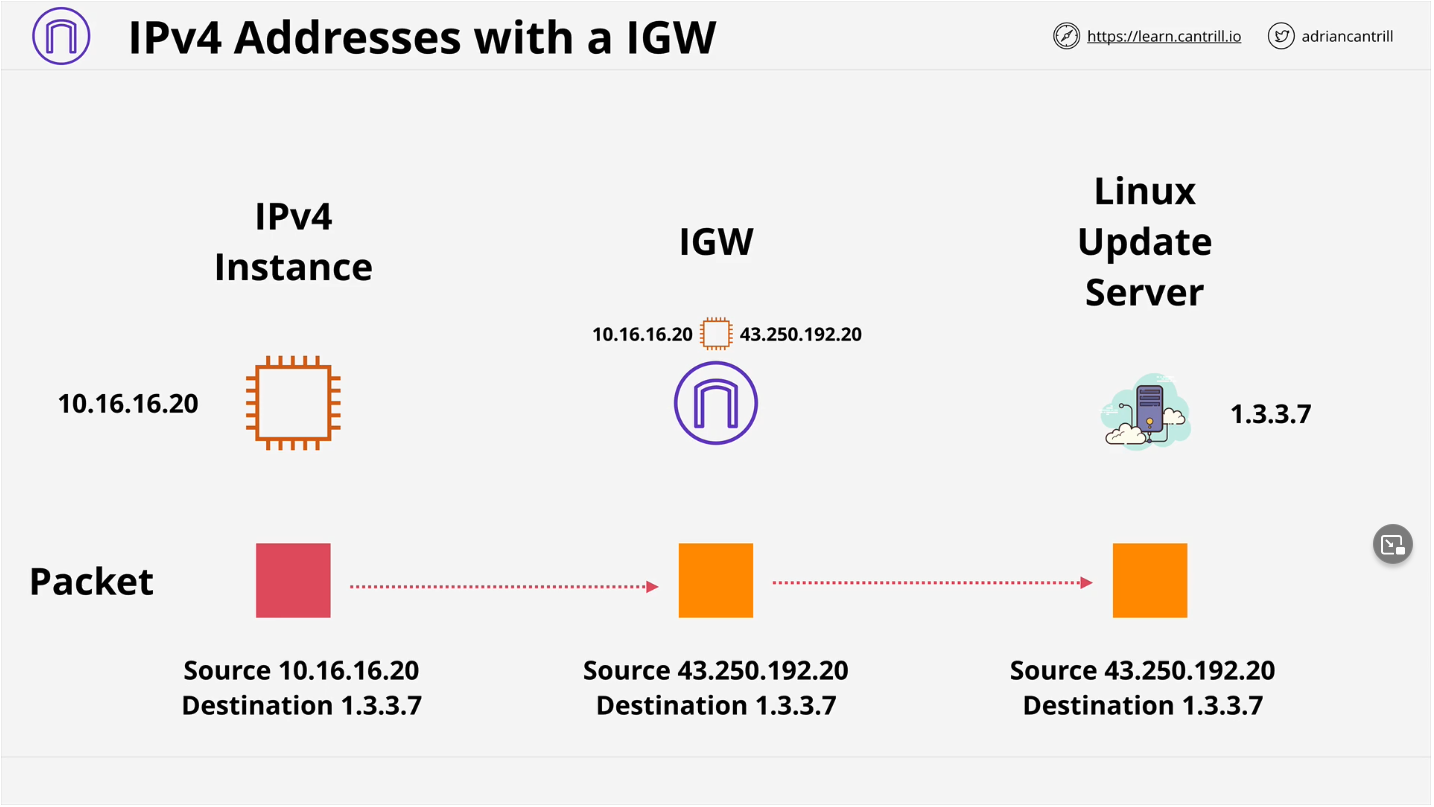 IPv4 Addresses with a IGW
https://learn.cantrill.io
adriancantrill
IPv4
Instance
IGW
Linux
Update
Server
10.16.16.20
43.250.192.20
10.16.16.20
1.3.3.7
Packet
Source 10.16.16.20
Destination 1.3.3.7
Source 43.250.192.20
Destination 1.3.3.7
Source 43.250.192.20
Destination 1.3.3.7